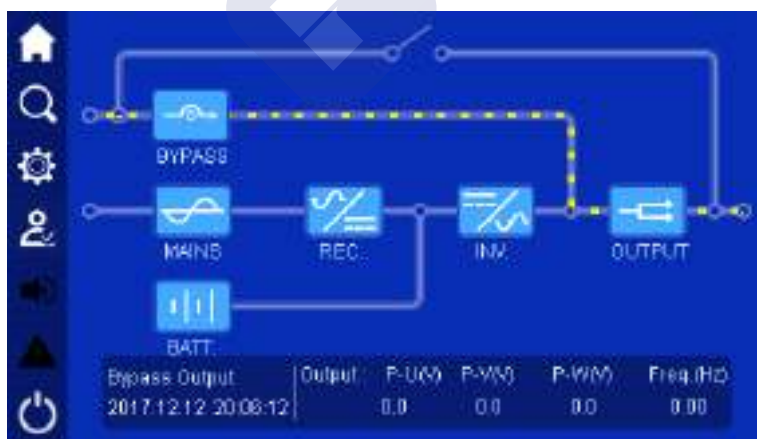 BYPASS
MAINS
REC.
INV.
OUTPUT
BATT.
Bypass Output
Output: P-U(V) P-V(V) P-W(V) Freq.(Hz)
2017.12.12 20:06:12
0.0 0.0 0.0 0.00